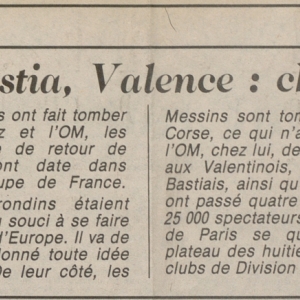 stia, Valence : cl
s ont fait tomber
z et l'OM, les
de retour de
ont date dans
upe de France.
rondins étaient
u souci à se faire
d'Europe. Il va de
donné toute idée
De leur côté, les
Messins sont tom
Corse, ce qui n'a
l'OM, chez lui, de
aux Valentinois,
Bastiais, ainsi qu
ont passé quatre
25 000 spectateurs
de Paris se qu
plateau des huitie
clubs de Division